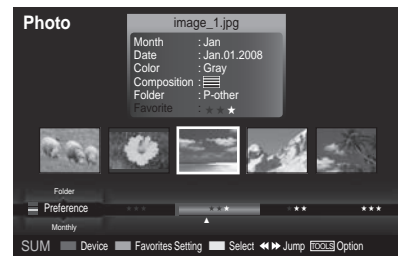 Photo
image_1.jpg
Month : Jan
Date : Jan.01.2008
Color : Gray
Composition :
Folder : P-other
Favorite : ★★★
Folder
Preference ★★★ ★★★ ★★★ ★★★
Monthly
SUM Device Favorites Setting Select ◀◀ ▶▶ Jump TOOLS Option